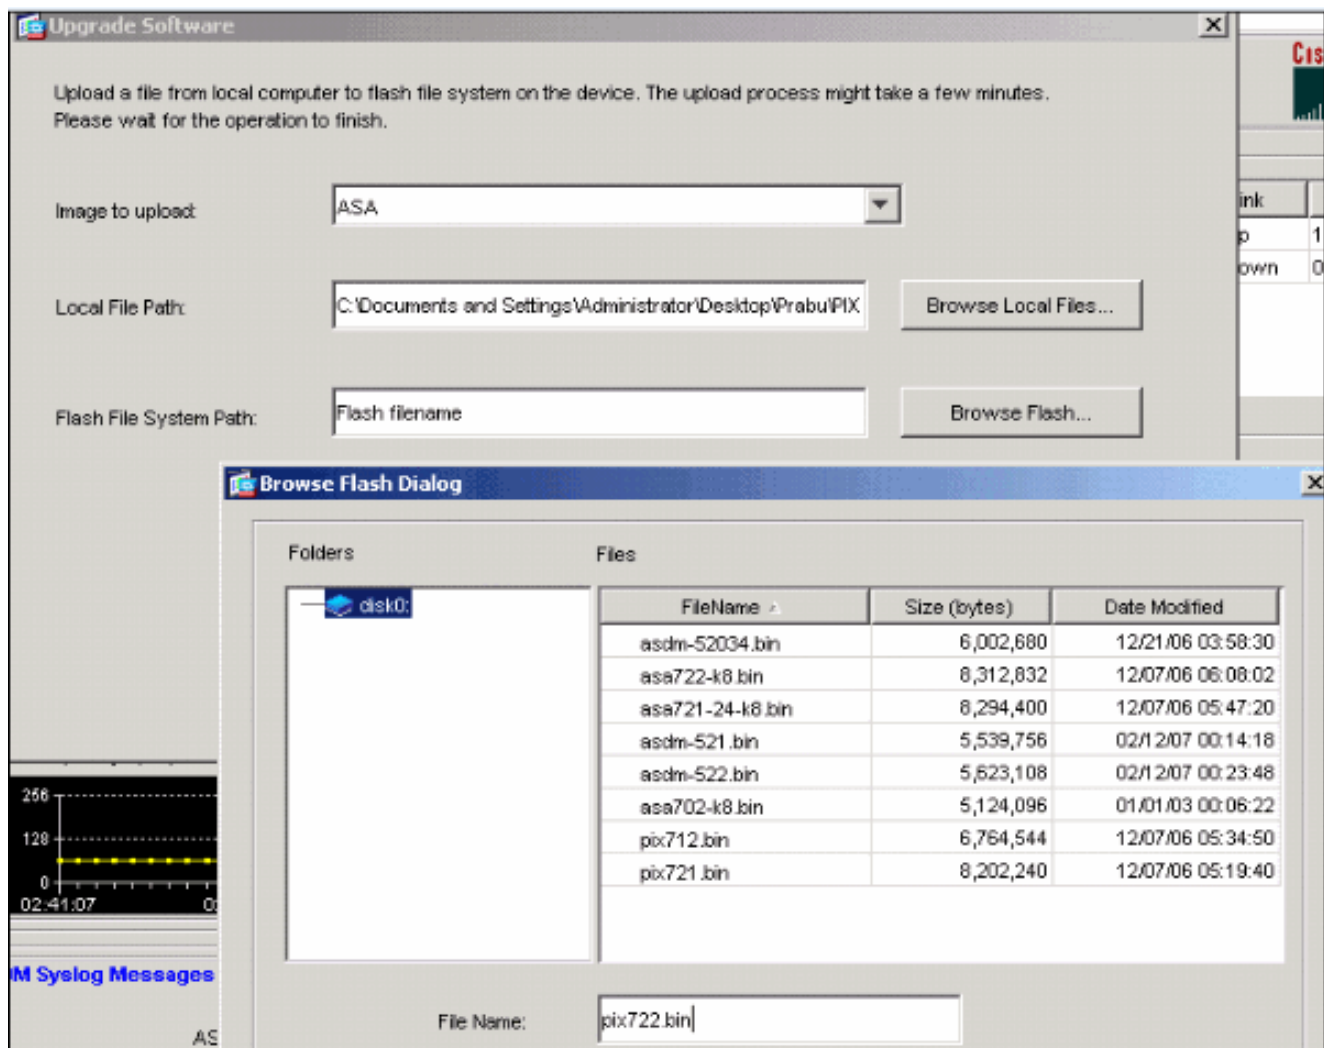 Upgrade Software
Cis
Upload a file from local computer to flash file system on the device. The upload process might take a few minutes.
Please wait for the operation to finish.
Image to upload: ASA
ink
p 1
own 0
Local File Path: C:\Documents and Settings\Administrator\Desktop\Prabu\PIX Browse Local Files...
Flash File System Path: Flash filename Browse Flash...
Browse Flash Dialog
Folders Files
disk0:
FileName Size (bytes) Date Modified
asdm-52034.bin 6,002,680 12/21/06 03:58:30
asa722-k8.bin 8,312,832 12/07/06 06:08:02
asa721-24-k8.bin 8,294,400 12/07/06 05:47:20
asdm-521.bin 5,539,756 02/12/07 00:14:18
asdm-522.bin 5,623,108 02/12/07 00:23:48
asa702-k8.bin 5,124,096 01/01/03 00:06:22
pix712.bin 6,764,544 12/07/06 05:34:50
pix721.bin 8,202,240 12/07/06 05:19:40
256
128
0
02:41:07 0
M Syslog Messages
AS
File Name: pix722.bin